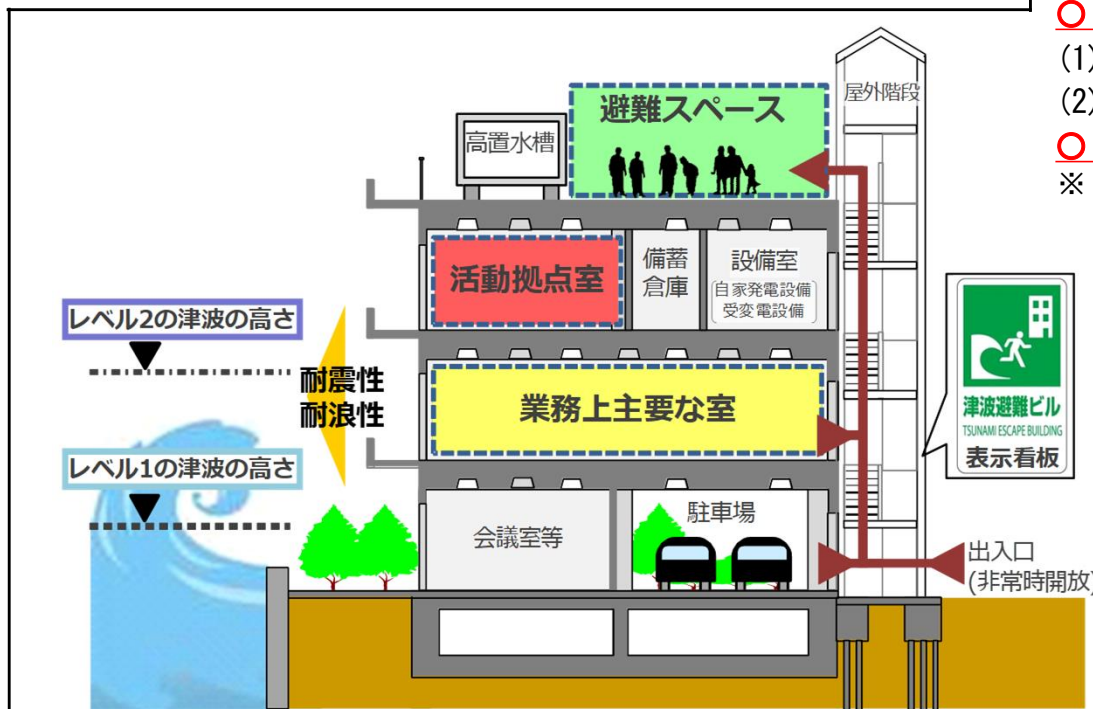 ○
(1)
(2)
○
※
避難スペース
屋外階段
高置水槽
活動拠点室
備蓄
倉庫
設備室
自家発電設備
受変電設備
レベル2の津波の高さ
耐震性
耐浪性
業務上主要な室
津波避難ビル
TSUNAMI ESCAPE BUILDING
表示看板
レベル1の津波の高さ
会議室等
駐車場
出入口
(非常時開放)